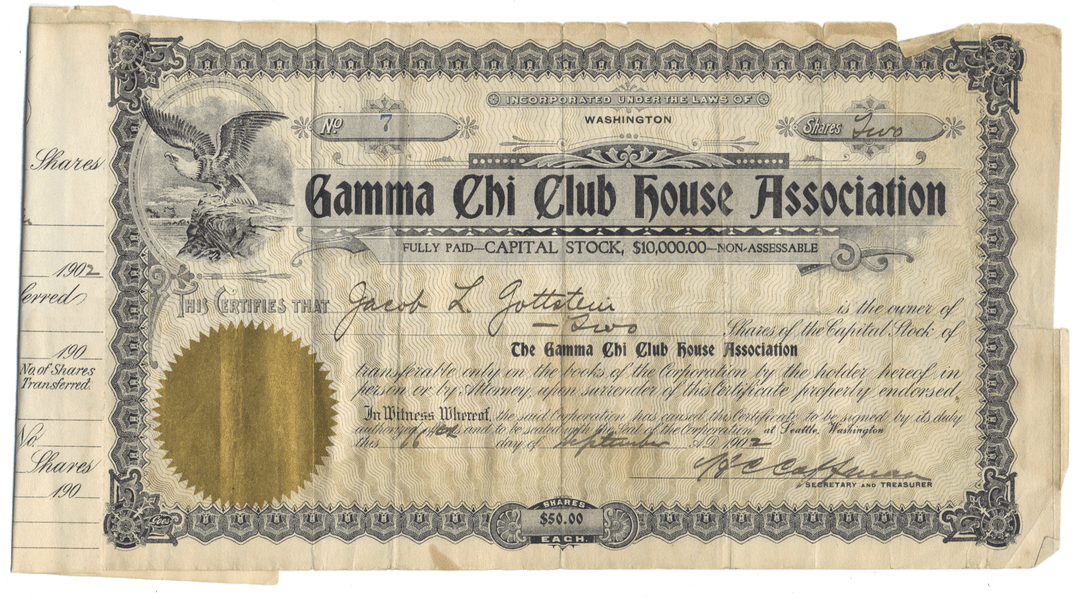 Shares
1902
ferred
190
No. of Shares
Transferred.
No.
Shares
190
INCORPORATED UNDER THE LAWS OF
WASHINGTON
No 7
Shares Two
Gamma Chi Club House Association
FULLY PAID—CAPITAL STOCK, $10,000.00—NON-ASSESSABLE
THIS CERTIFIES THAT Jacob L. Gottstein is the owner of
— Two Shares of the Capital Stock of
The Gamma Chi Club House Association
transferable only on the books of the Corporation by the holder hereof in
person or by Attorney, upon surrender of this Certificate properly endorsed.
In Witness Whereof, the said Corporation has caused this Certificate to be signed by its duly
authorized and to be sealed with the Seal of the Corporation at Seattle, Washington
this 16 day of September A.D. 1902
SECRETARY AND TREASURER
Goes
SHARES
$50.00
EACH.